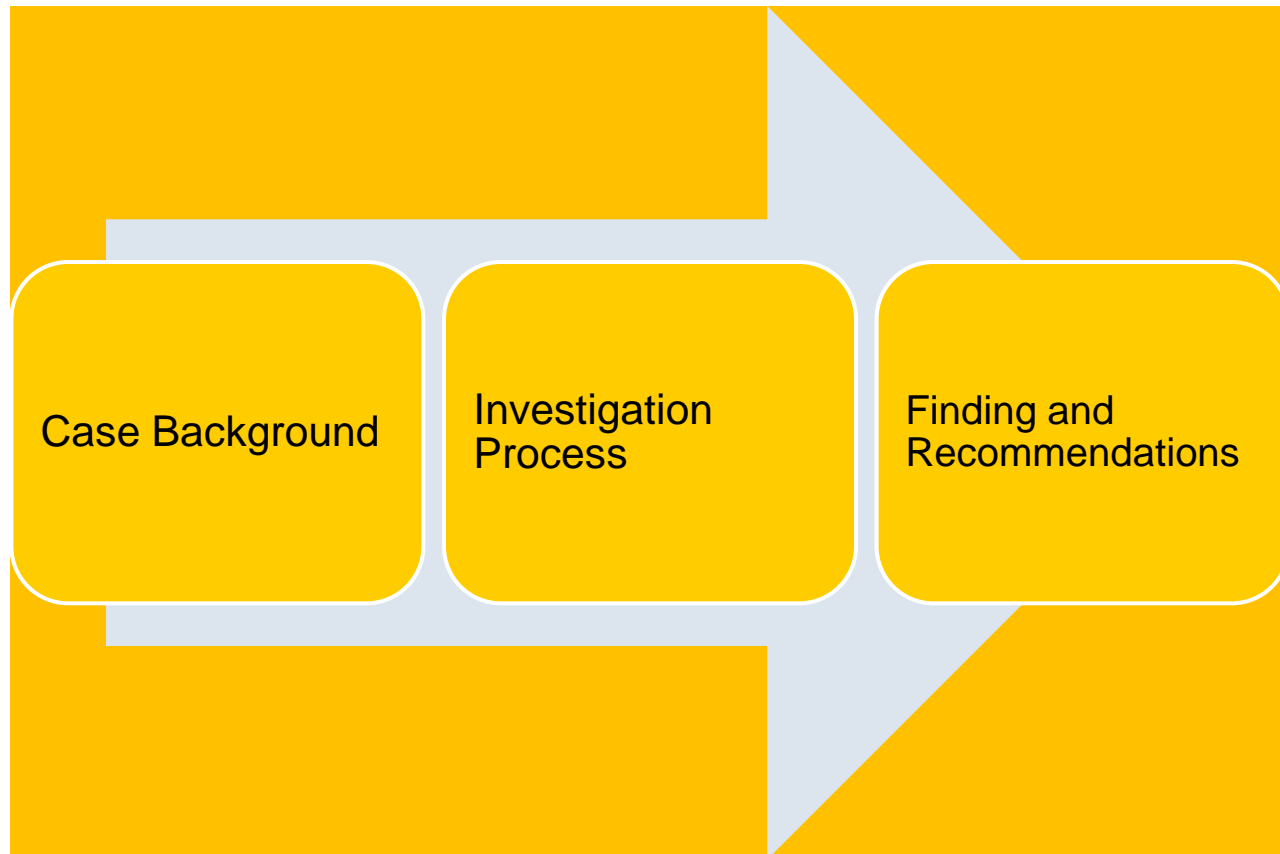 Case Background
Investigation
Process
Finding and
Recommendations